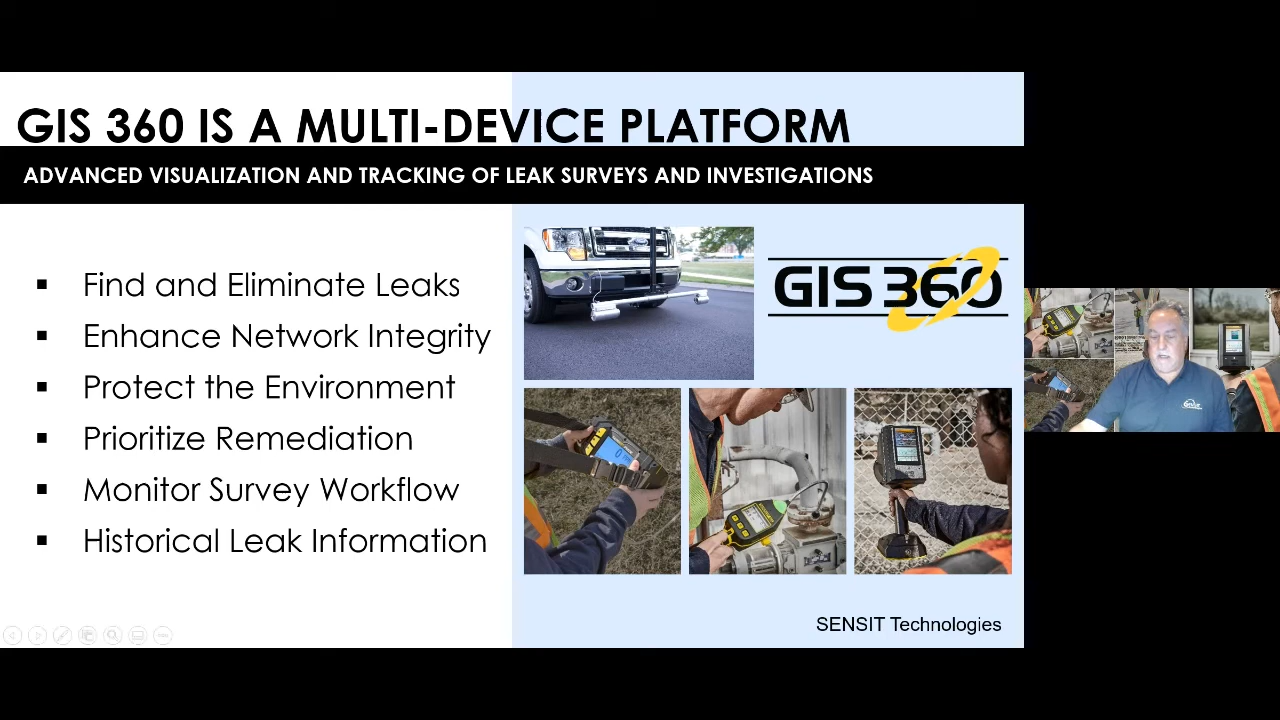 GIS 360 IS A MULTI-DEVICE PLATFORM
ADVANCED VISUALIZATION AND TRACKING OF LEAK SURVEYS AND INVESTIGATIONS
Find and Eliminate Leaks
Enhance Network Integrity
Protect the Environment
Prioritize Remediation
Monitor Survey Workflow
Historical Leak Information
GIS 360
SENSIT Technologies